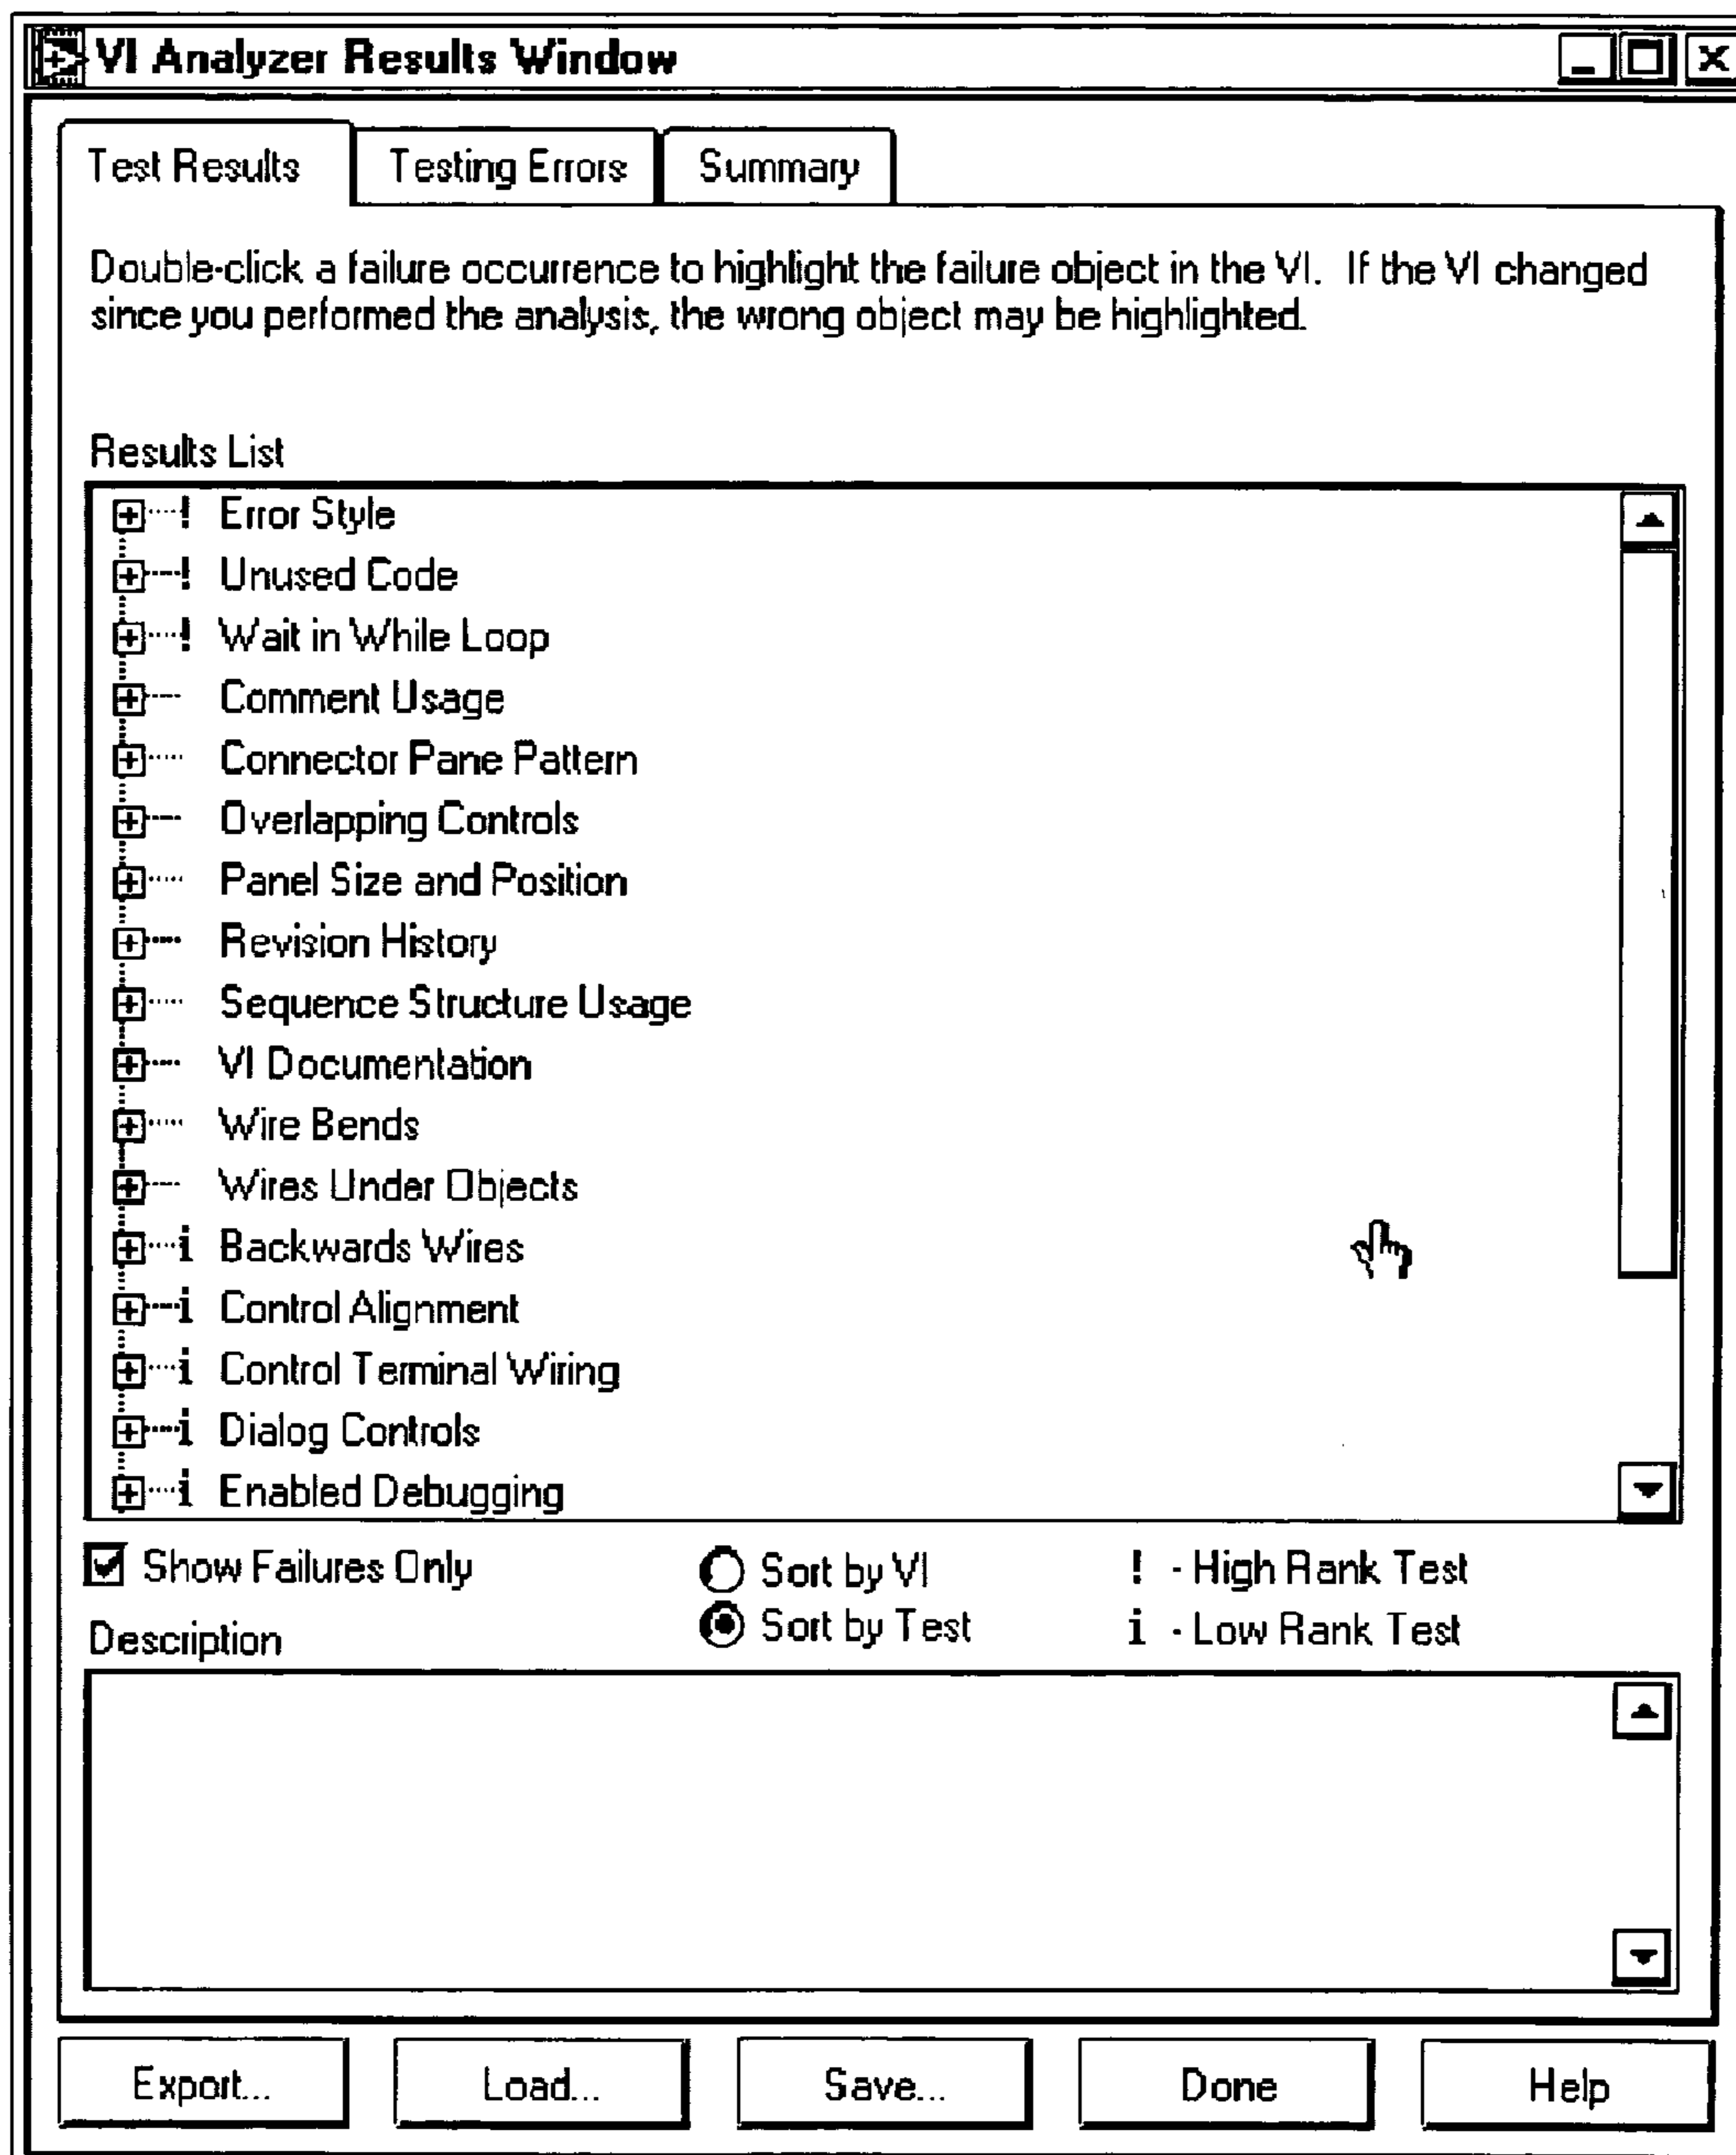 VI Analyzer Results Window
Test Results
Testing Errors
Summary
Double-click a failure occurrence to highlight the failure object in the VI. If the VI changed
since you performed the analysis, the wrong object may be highlighted.
Results List
! Error Style
! Unused Code
! Wait in While Loop
Comment Usage
Connector Pane Pattern
Overlapping Controls
Panel Size and Position
Revision History
Sequence Structure Usage
VI Documentation
Wire Bends
Wires Under Objects
i Backwards Wires
i Control Alignment
i Control Terminal Wiring
i Dialog Controls
i Enabled Debugging
Show Failures Only
Sort by VI
! - High Rank Test
Sort by Test
i - Low Rank Test
Description
Export...
Load...
Save...
Done
Help